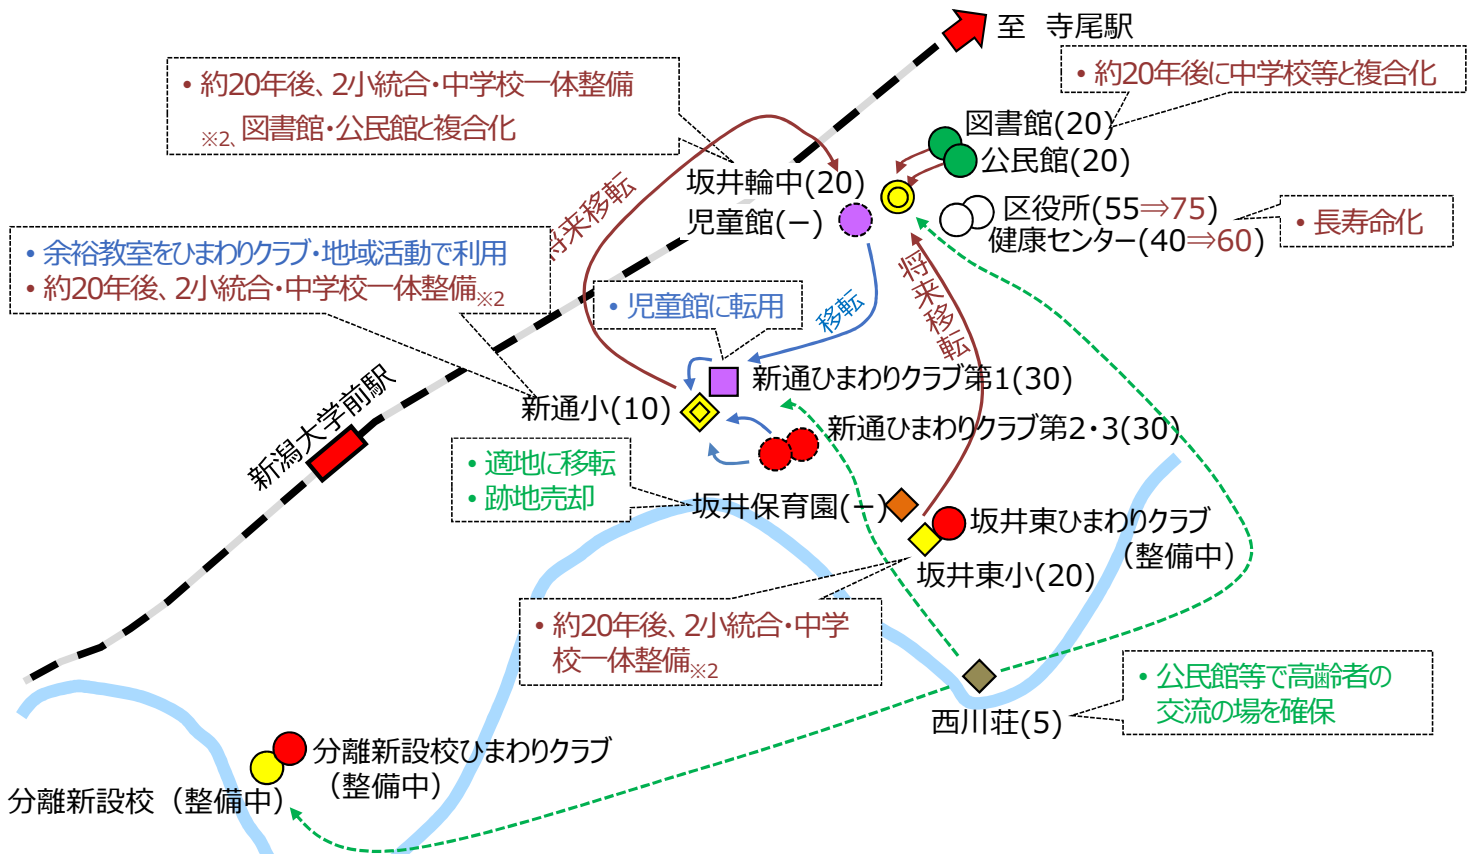 至 寺尾駅
・約20年後、2小統合・中学校一体整備
※2、図書館・公民館と複合化
・約20年後に中学校等と複合化
図書館(20)
公民館(20)
坂井輪中(20)
児童館(－)
区役所(55⇒75)
健康センター(40⇒60)
・長寿命化
将来移転
・余裕教室をひまわりクラブ・地域活動で利用
・約20年後、2小統合・中学校一体整備※2
・児童館に転用
移転
将来移転
新通ひまわりクラブ第1(30)
新通小(10)
新通ひまわりクラブ第2・3(30)
新潟大学前駅
・適地に移転
・跡地売却
坂井保育園(－)
坂井東ひまわりクラブ
（整備中）
坂井東小(20)
・約20年後、2小統合・中学
校一体整備※2
・公民館等で高齢者の
交流の場を確保
西川荘(5)
分離新設校ひまわりクラブ
（整備中）
分離新設校（整備中）